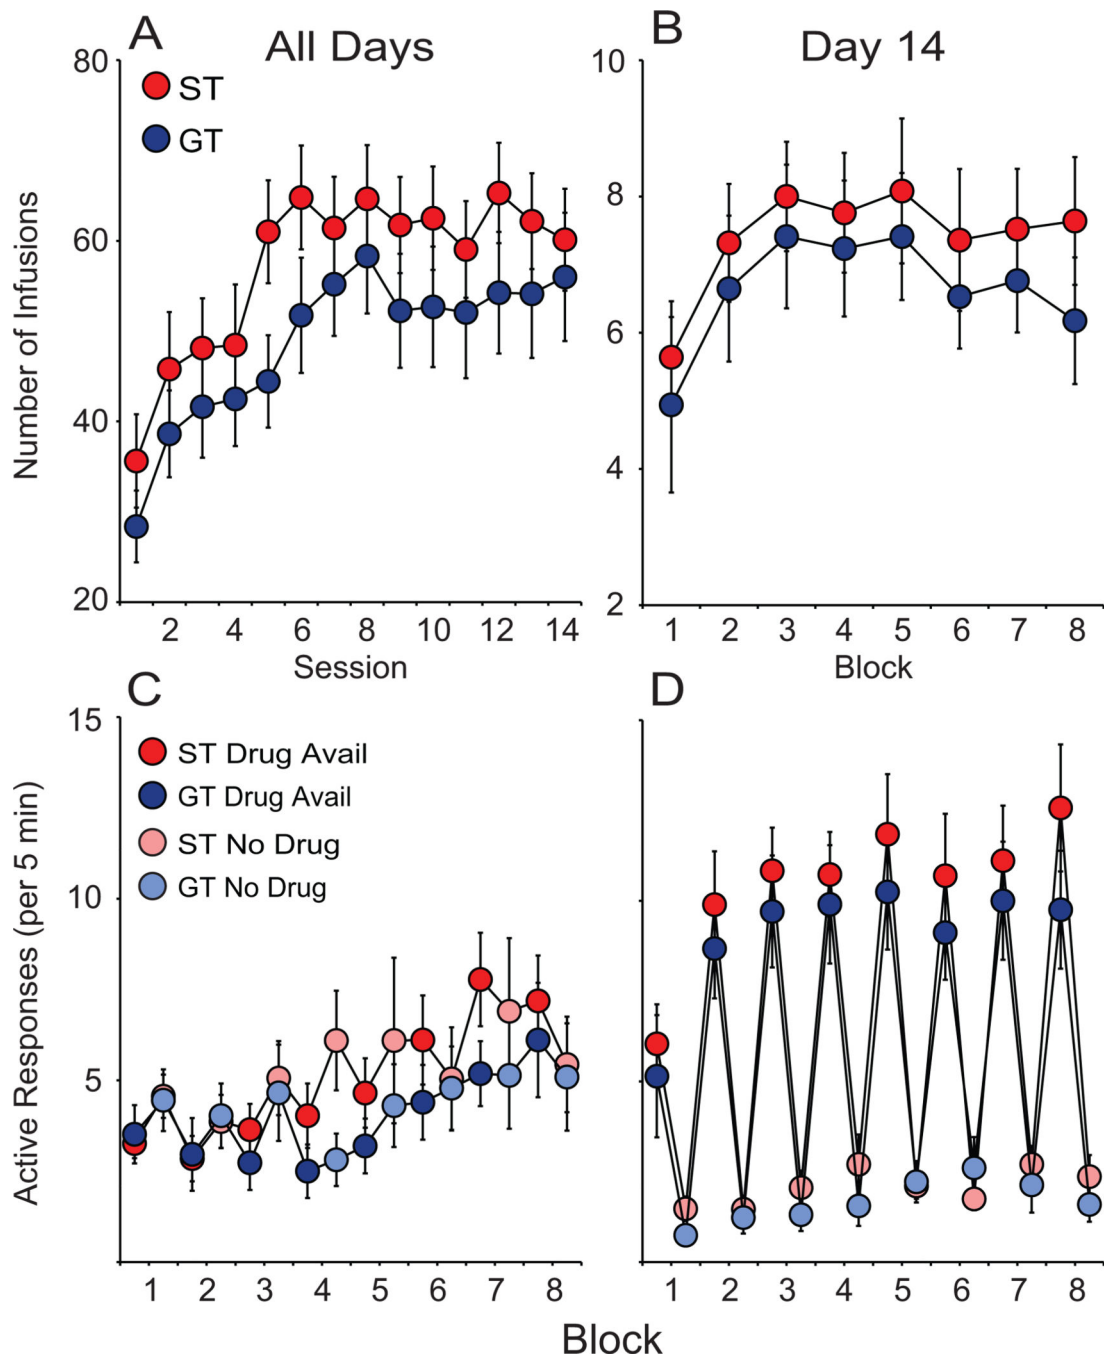 A All Days
B Day 14
80
60
40
20
ST
GT
Number of Infusions
2 4 6 8 10 12 14
Session
10
8
6
4
2
1 2 3 4 5 6 7 8
Block
C
D
15
10
5
ST Drug Avail
GT Drug Avail
ST No Drug
GT No Drug
Active Responses (per 5 min)
1 2 3 4 5 6 7 8
1 2 3 4 5 6 7 8
Block